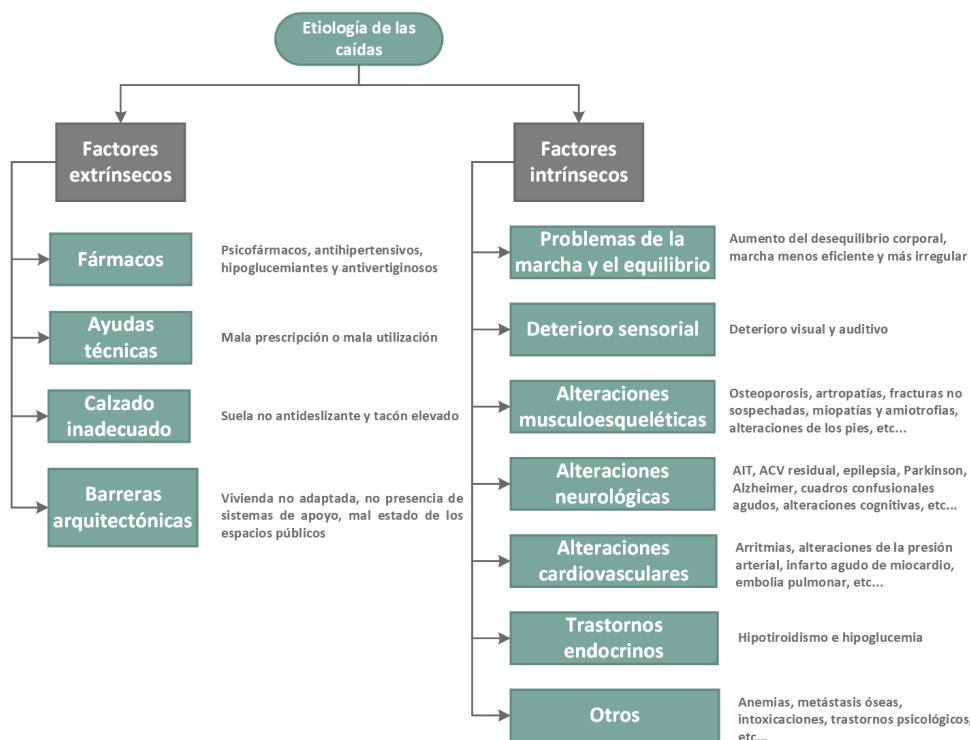 Etiología de las
caídas
Factores
extrínsecos
Fármacos
Psicofármacos, antihipertensivos,
hipoglucemiantes y antivertiginosos
Ayudas
técnicas
Mala prescripción o mala utilización
Calzado
inadecuado
Suela no antideslizante y tacón elevado
Barreras
arquitectónicas
Vivienda no adaptada, no presencia de
sistemas de apoyo, mal estado de los
espacios públicos
Factores
intrínsecos
Problemas de la
marcha y el equilibrio
Aumento del desequilibrio corporal,
marcha menos eficiente y más irregular
Deterioro sensorial
Deterioro visual y auditivo
Alteraciones
musculoesqueléticas
Osteoporosis, artropatías, fracturas no
sospechadas, miopatías y amiotrofias,
alteraciones de los pies, etc...
Alteraciones
neurológicas
AIT, ACV residual, epilepsia, Parkinson,
Alzheimer, cuadros confusionales
agudos, alteraciones cognitivas, etc...
Alteraciones
cardiovasculares
Arritmias, alteraciones de la presión
arterial, infarto agudo de miocardio,
embolia pulmonar, etc...
Trastornos
endocrinos
Hipotiroidismo e hipoglucemia
Otros
Anemias, metástasis óseas,
intoxicaciones, trastornos psicológicos,
etc...